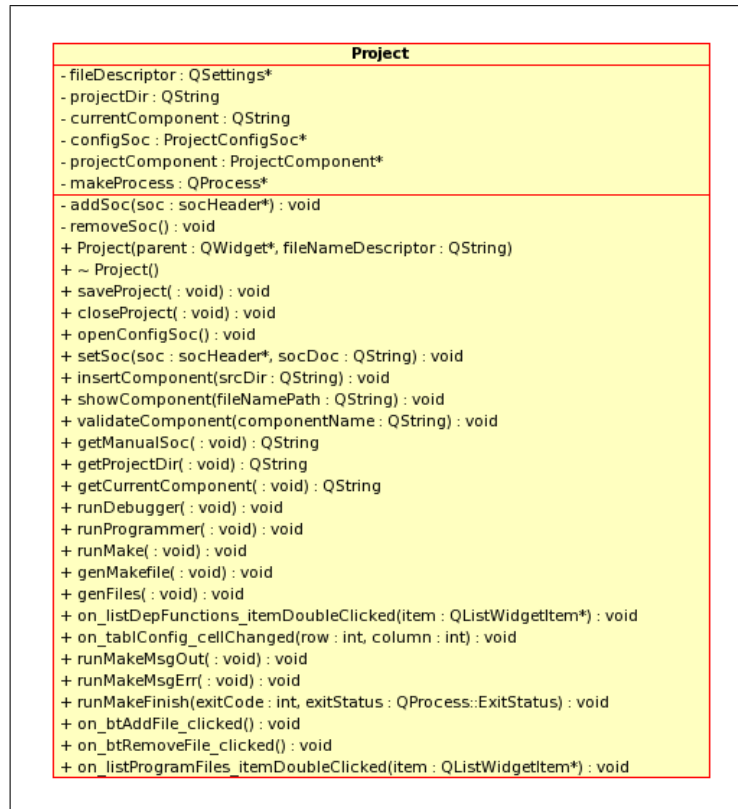 Project
- fileDescriptor : QSettings*
- projectDir : QString
- currentComponent : QString
- configSoc : ProjectConfigSoc*
- projectComponent : ProjectComponent*
- makeProcess : QProcess*
- addSoc(soc : socHeader*) : void
- removeSoc() : void
+ Project(parent : QWidget*, fileNameDescriptor : QString)
+ ~ Project()
+ saveProject( : void) : void
+ closeProject( : void) : void
+ openConfigSoc() : void
+ setSoc(soc : socHeader*, socDoc : QString) : void
+ insertComponent(srcDir : QString) : void
+ showComponent(fileNamePath : QString) : void
+ validateComponent(componentName : QString) : void
+ getManualSoc( : void) : QString
+ getProjectDir( : void) : QString
+ getCurrentComponent( : void) : QString
+ runDebugger( : void) : void
+ runProgrammer( : void) : void
+ runMake( : void) : void
+ genMakefile( : void) : void
+ genFiles( : void) : void
+ on_listDepFunctions_itemDoubleClicked(item : QListWidgetItem*) : void
+ on_tablConfig_cellChanged(row : int, column : int) : void
+ runMakeMsgOut( : void) : void
+ runMakeMsgErr( : void) : void
+ runMakeFinish(exitCode : int, exitStatus : QProcess::ExitStatus) : void
+ on_btAddFile_clicked() : void
+ on_btRemoveFile_clicked() : void
+ on_listProgramFiles_itemDoubleClicked(item : QListWidgetItem*) : void